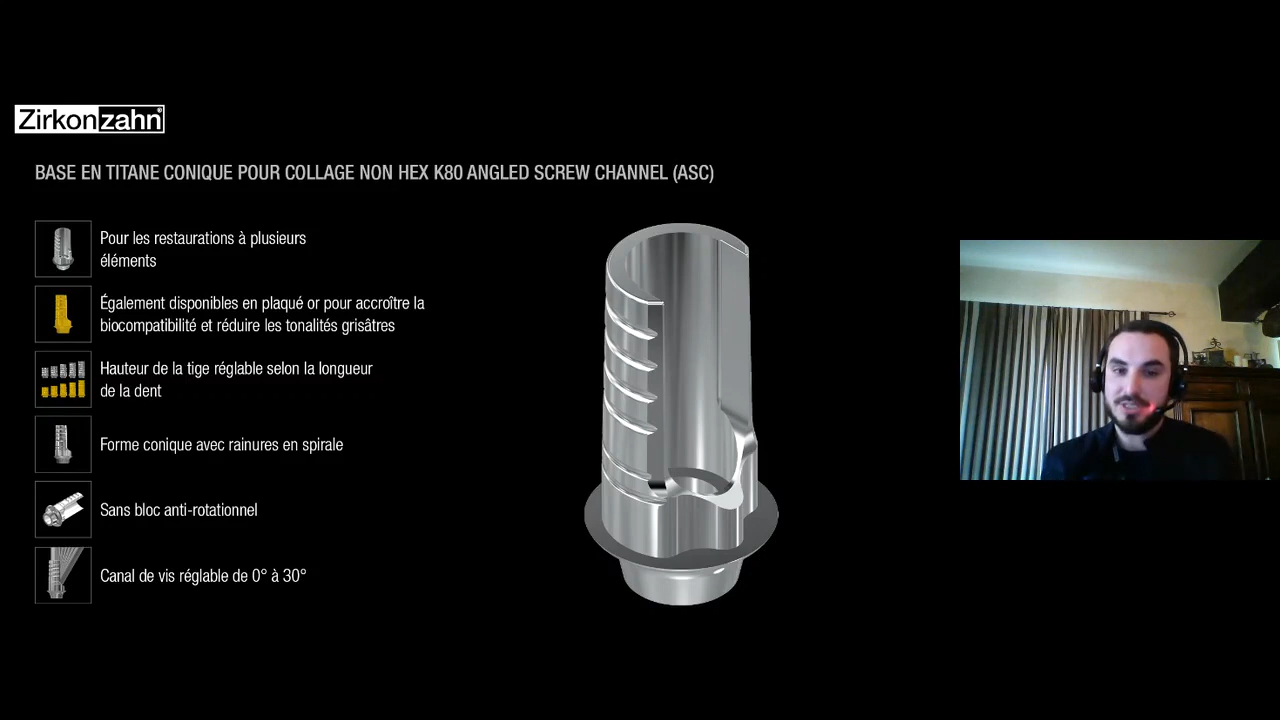 Zirkonzahn®
BASE EN TITANE CONIQUE POUR COLLAGE NON HEX K80 ANGLED SCREW CHANNEL (ASC)
Pour les restaurations à plusieurs
éléments
Également disponibles en plaqué or pour accroître la
biocompatibilité et réduire les tonalités grisâtres
Hauteur de la tige réglable selon la longueur
de la dent
Forme conique avec rainures en spirale
Sans bloc anti-rotationnel
Canal de vis réglable de 0° à 30°